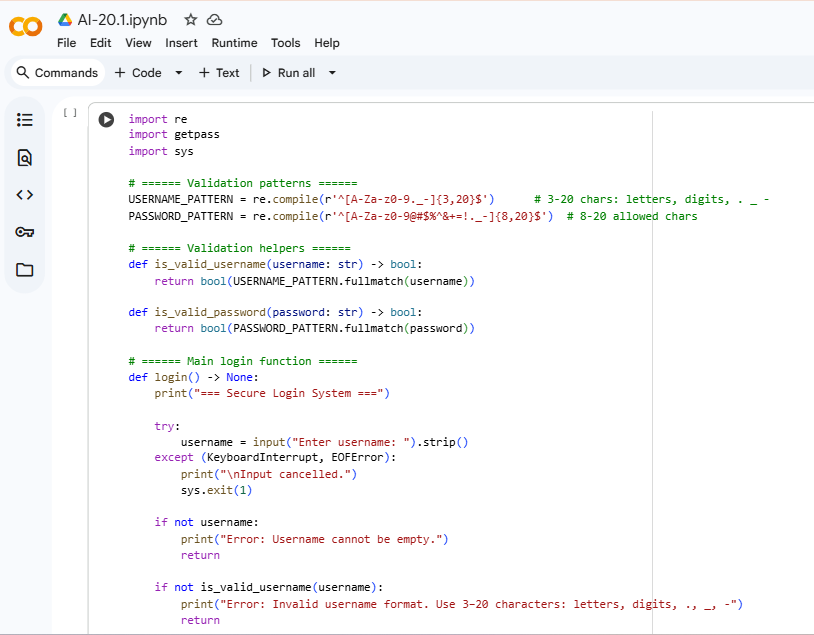 AI-20.1.ipynb
File Edit View Insert Runtime Tools Help
Commands + Code + Text Run all
[ ]
import re
import getpass
import sys

# ====== Validation patterns ======
USERNAME_PATTERN = re.compile(r'^[A-Za-z0-9._-]{3,20}$')      # 3-20 chars: letters, digits, . _ -
PASSWORD_PATTERN = re.compile(r'^[A-Za-z0-9@#$%^&+=!._-]{8,20}$')  # 8-20 allowed chars

# ====== Validation helpers ======
def is_valid_username(username: str) -> bool:
    return bool(USERNAME_PATTERN.fullmatch(username))

def is_valid_password(password: str) -> bool:
    return bool(PASSWORD_PATTERN.fullmatch(password))

# ====== Main login function ======
def login() -> None:
    print("=== Secure Login System ===")

    try:
        username = input("Enter username: ").strip()
    except (KeyboardInterrupt, EOFError):
        print("\nInput cancelled.")
        sys.exit(1)

    if not username:
        print("Error: Username cannot be empty.")
        return

    if not is_valid_username(username):
        print("Error: Invalid username format. Use 3–20 characters: letters, digits, ., _, -")
        return